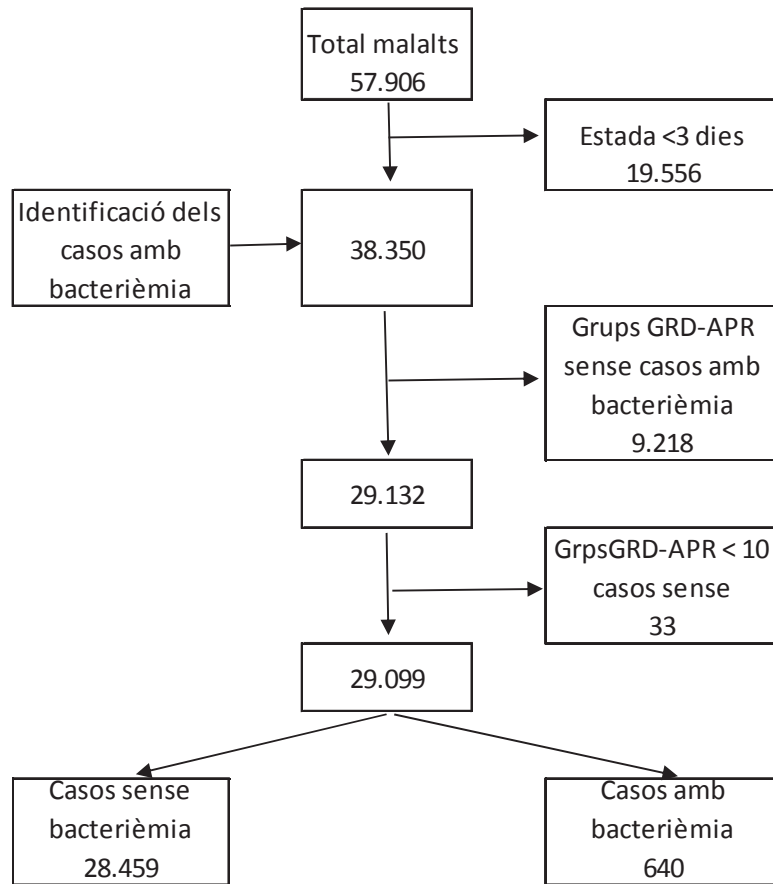 Total malalts
57.906
Estada <3 dies
19.556
Identificació dels
casos amb
bacterièmia
38.350
Grups GRD-APR
sense casos amb
bacterièmia
9.218
29.132
GrpsGRD-APR < 10
casos sense
33
29.099
Casos sense
bacterièmia
28.459
Casos amb
bacterièmia
640